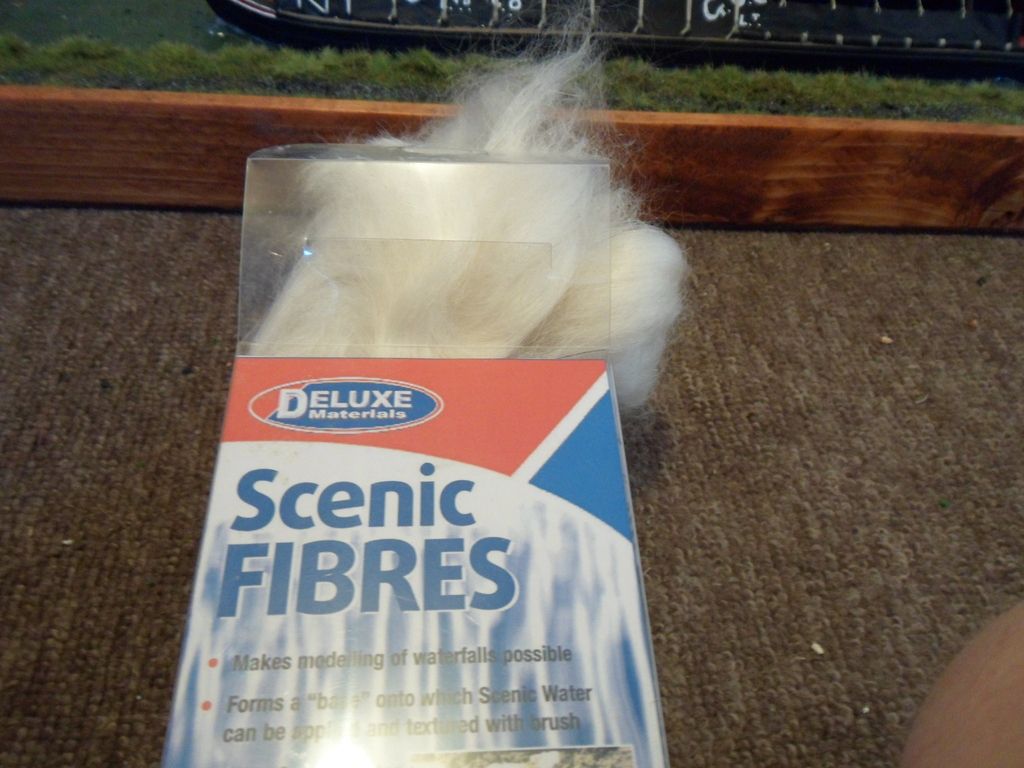 DELUXE
Materials
Scenic
FIBRES
• Makes modelling of waterfalls possible
• Forms a "base" onto which Scenic Water
can be applied and textured with brush